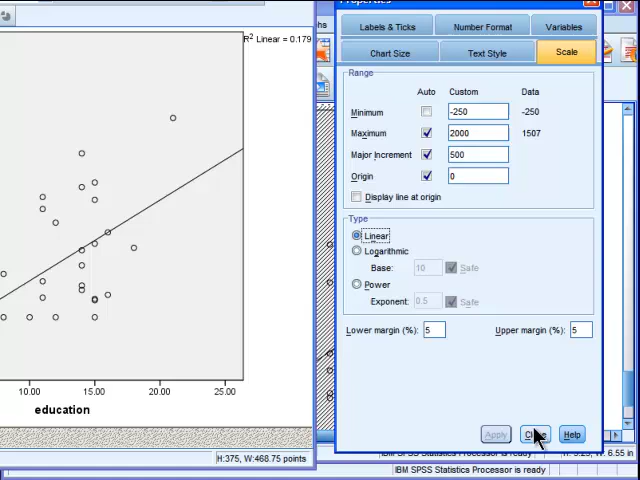 Properties
Labels & Ticks
Number Format
Variables
Chart Size
Text Style
Scale
R² Linear = 0.179
Range
Auto
Custom
Data
Minimum
-250
-250
Maximum
2000
1507
Major Increment
500
Origin
0
Display line at origin
Type
Linear
Logarithmic
Base:
10
Safe
Power
Exponent:
0.5
Safe
Lower margin (%):
5
Upper margin (%):
5
10.00
15.00
20.00
25.00
education
Apply
Help
H:375, W:468.75 points
IBM SPSS Statistics Processor is ready
W: 6.55 in
IBM SPSS Statistics Processor is ready